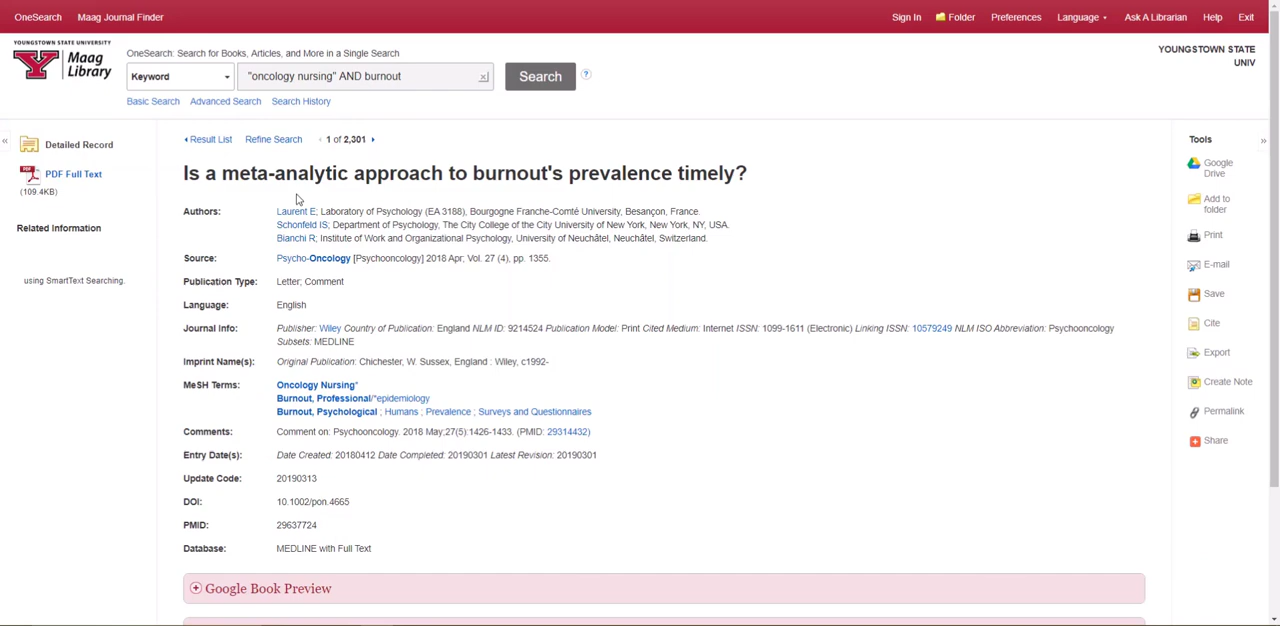 OneSearch Maag Journal Finder Sign In Folder Preferences Language Ask A Librarian Help Exit
YOUNGSTOWN STATE UNIVERSITY
Maag
Library
OneSearch: Search for Books, Articles, and More in a Single Search
Keyword "oncology nursing" AND burnout x Search ?
Basic Search Advanced Search Search History
YOUNGSTOWN STATE
UNIV
« Detailed Record
PDF Full Text
(109.4KB)
Related Information
using SmartText Searching.
Result List Refine Search 1 of 2,301
Is a meta-analytic approach to burnout's prevalence timely?
Authors: Laurent E; Laboratory of Psychology (EA 3188), Bourgogne Franche-Comté University, Besançon, France.
Schonfeld IS; Department of Psychology, The City College of the City University of New York, New York, NY, USA.
Bianchi R; Institute of Work and Organizational Psychology, University of Neuchâtel, Neuchâtel, Switzerland.
Source: Psycho-Oncology [Psychooncology] 2018 Apr; Vol. 27 (4), pp. 1355.
Publication Type: Letter; Comment
Language: English
Journal Info: Publisher: Wiley Country of Publication: England NLM ID: 9214524 Publication Model: Print Cited Medium: Internet ISSN: 1099-1611 (Electronic) Linking ISSN: 10579249 NLM ISO Abbreviation: Psychooncology
Subsets: MEDLINE
Imprint Name(s): Original Publication: Chichester, W. Sussex, England : Wiley, c1992-
MeSH Terms: Oncology Nursing*
Burnout, Professional/*epidemiology
Burnout, Psychological ; Humans ; Prevalence ; Surveys and Questionnaires
Comments: Comment on: Psychooncology. 2018 May;27(5):1426-1433. (PMID: 29314432)
Entry Date(s): Date Created: 20180412 Date Completed: 20190301 Latest Revision: 20190301
Update Code: 20190313
DOI: 10.1002/pon.4665
PMID: 29637724
Database: MEDLINE with Full Text
Google Book Preview
Tools »
Google
Drive
Add to
folder
Print
E-mail
Save
Cite
Export
Create Note
Permalink
Share